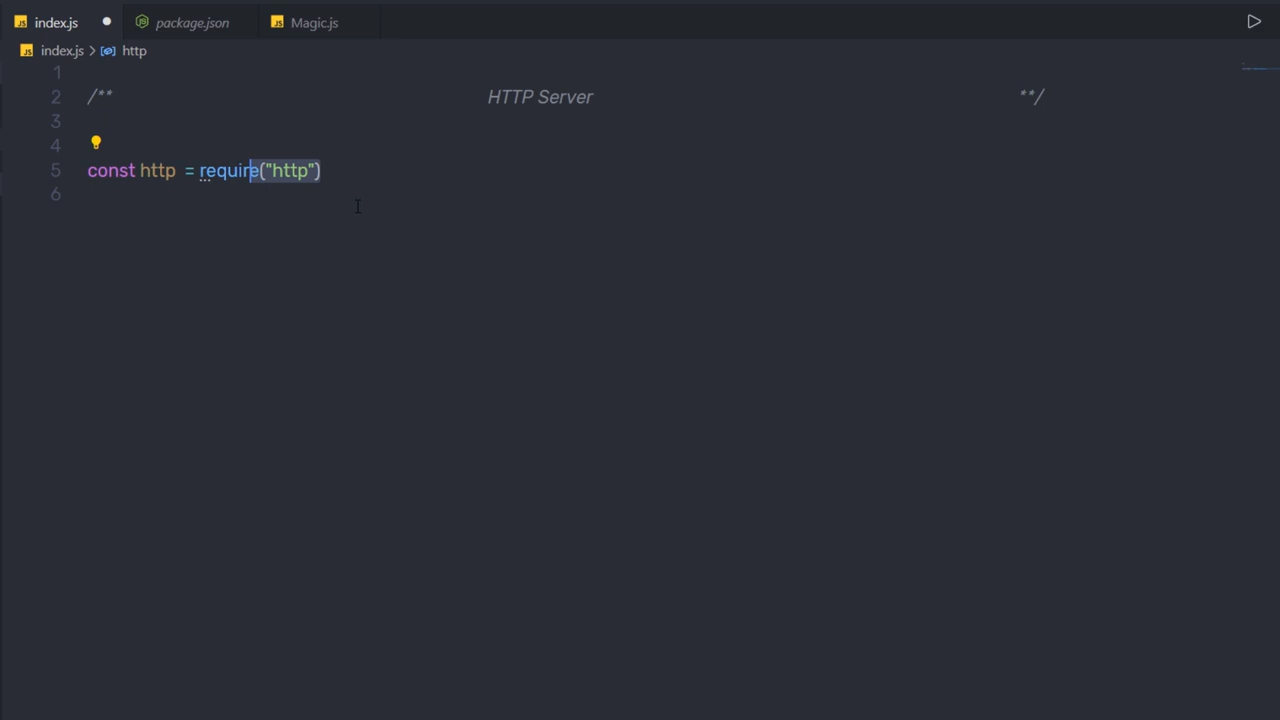 index.js package.json Magic.js
index.js > http
1
2 /** HTTP Server **/
3
4
5 const http = require("http")
6